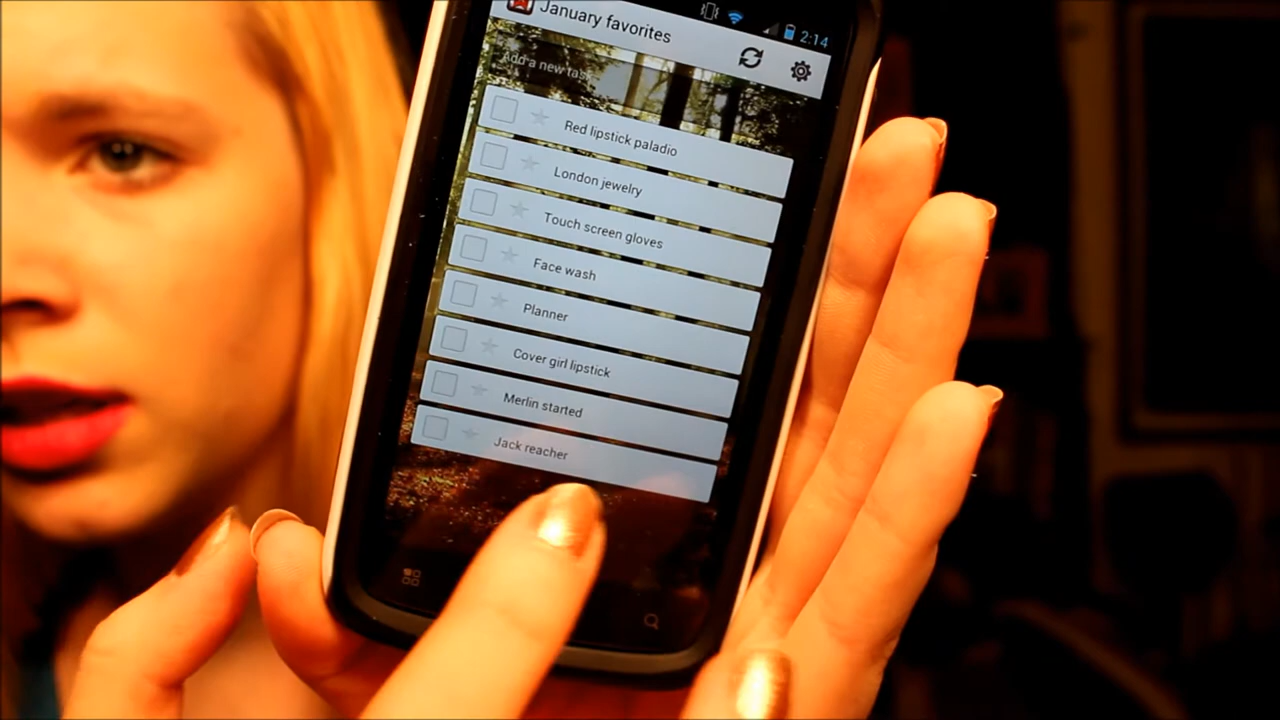 2:14
January favorites
Add a new task
Red lipstick paladio
London jewelry
Touch screen gloves
Face wash
Planner
Cover girl lipstick
Merlin started
Jack reacher